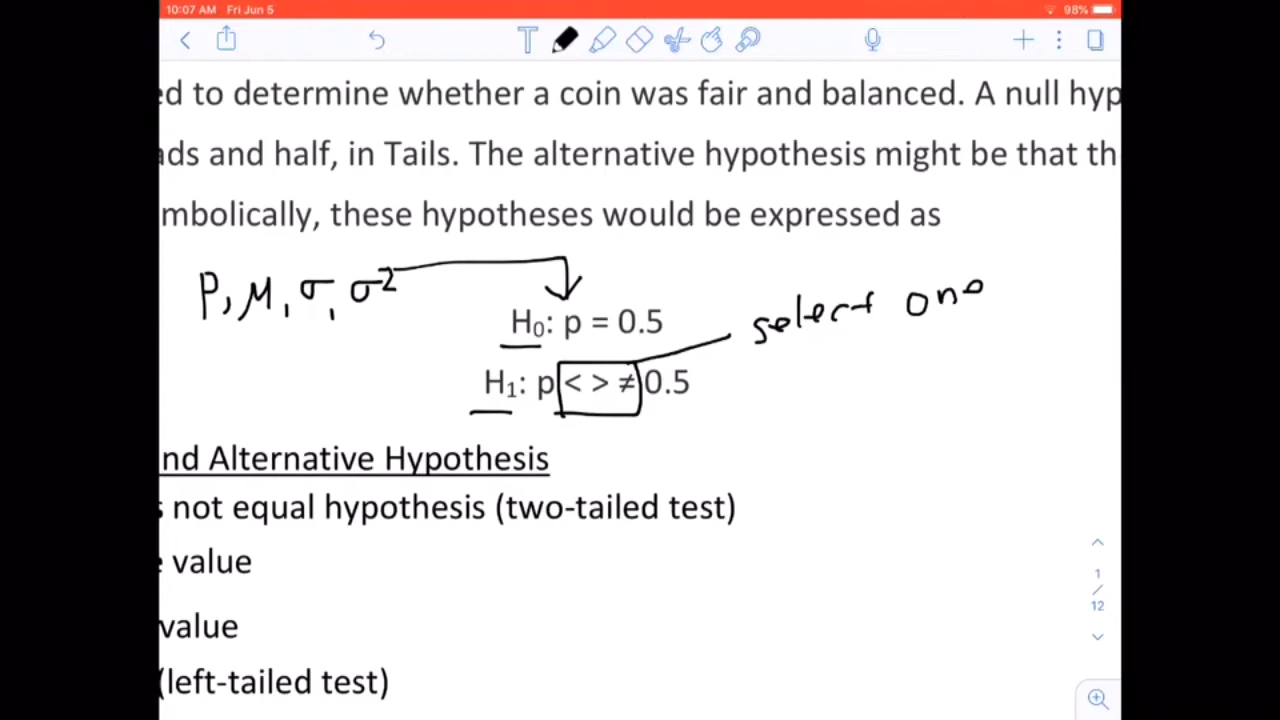 10:07 AM Fri Jun 5 98%
ed to determine whether a coin was fair and balanced. A null hyp
ads and half, in Tails. The alternative hypothesis might be that th
mbolically, these hypotheses would be expressed as
P, μ, σ, σ²
select one
H₀: p = 0.5
H₁: p < > ≠ 0.5
nd Alternative Hypothesis
s not equal hypothesis (two-tailed test)
e value
value
(left-tailed test)
1
/
12